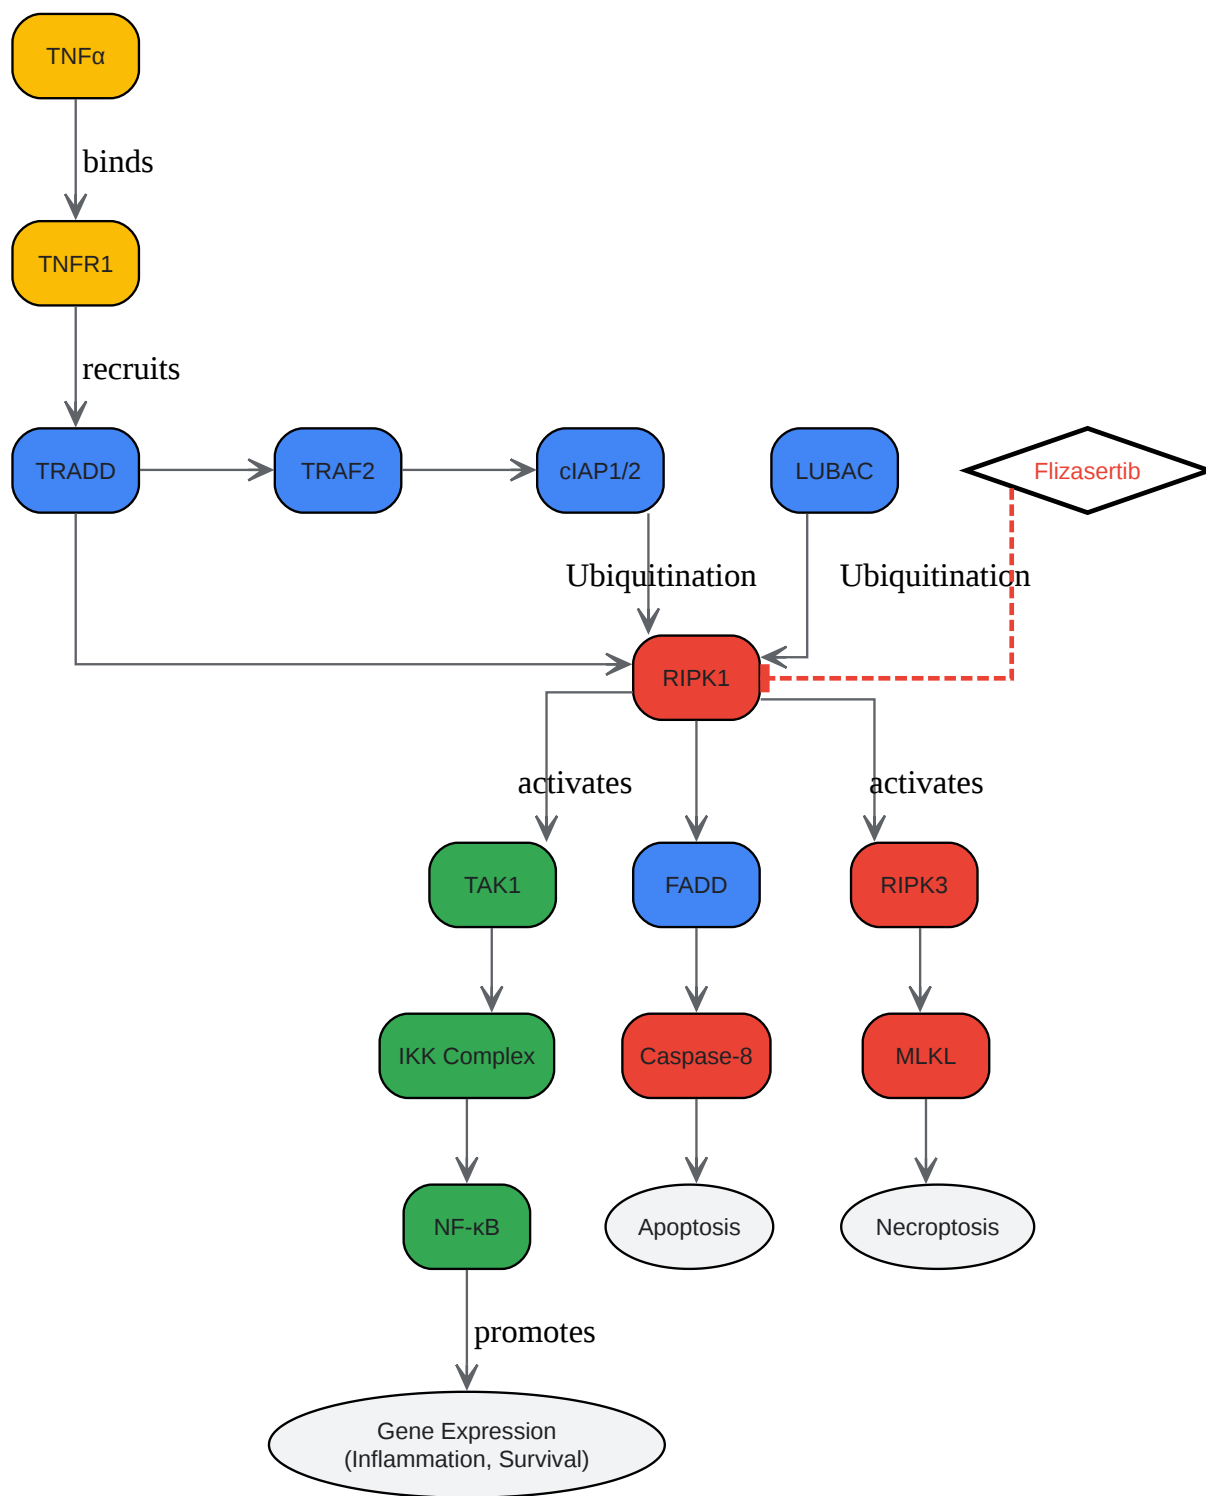 TNFα
binds
TNFR1
recruits
TRADD
TRAF2
cIAP1/2
LUBAC
Flizasertib
Ubiquitination
Ubiquitination
RIPK1
activates
activates
TAK1
FADD
RIPK3
IKK Complex
Caspase-8
MLKL
NF-κB
Apoptosis
Necroptosis
promotes
Gene Expression
(Inflammation, Survival)